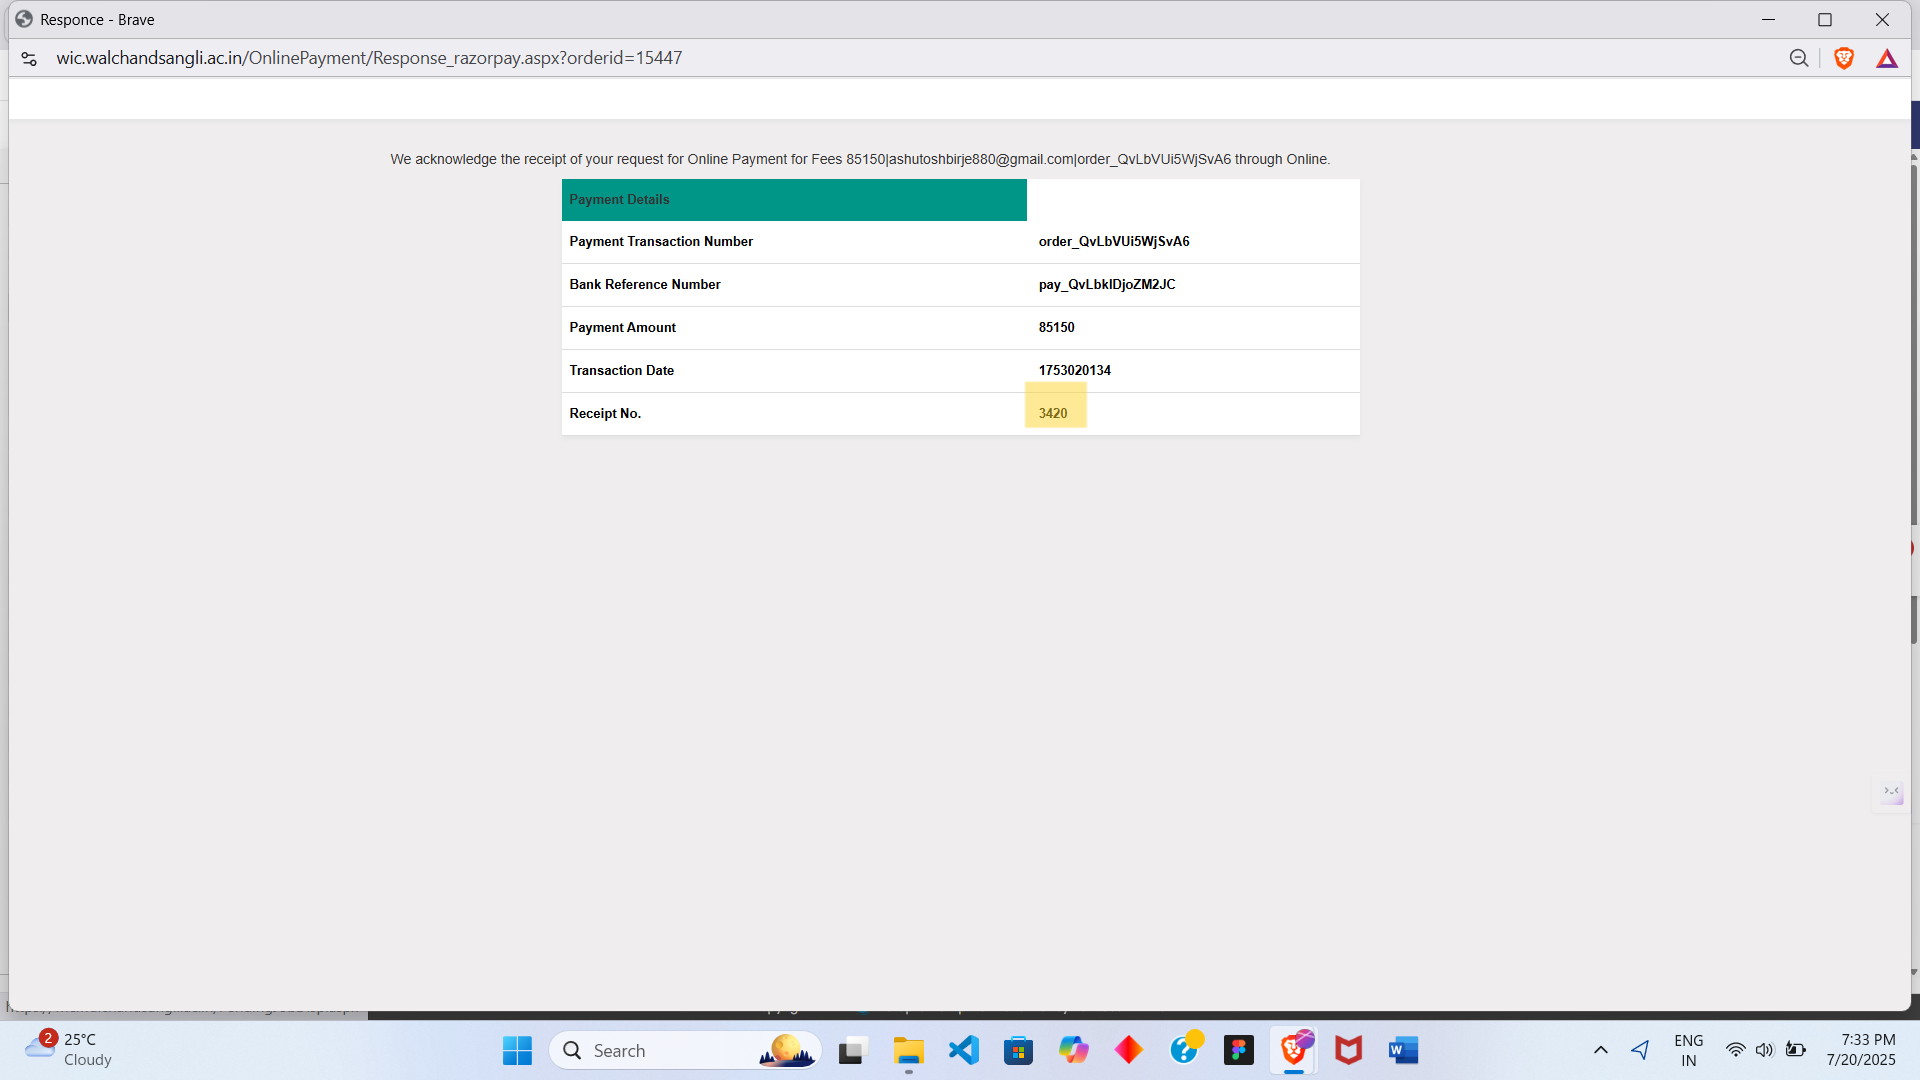 Responce - Brave
wic.walchandsangli.ac.in/OnlinePayment/Response_razorpay.aspx?orderid=15447
We acknowledge the receipt of your request for Online Payment for Fees 85150|ashutoshbirje880@gmail.com|order_QvLbVUi5WjSvA6 through Online.
Payment Details
Payment Transaction Number order_QvLbVUi5WjSvA6
Bank Reference Number pay_QvLbklDjoZM2JC
Payment Amount 85150
Transaction Date 1753020134
Receipt No. 3420
2
25°C
Cloudy
Search
ENG
IN
7:33 PM
7/20/2025